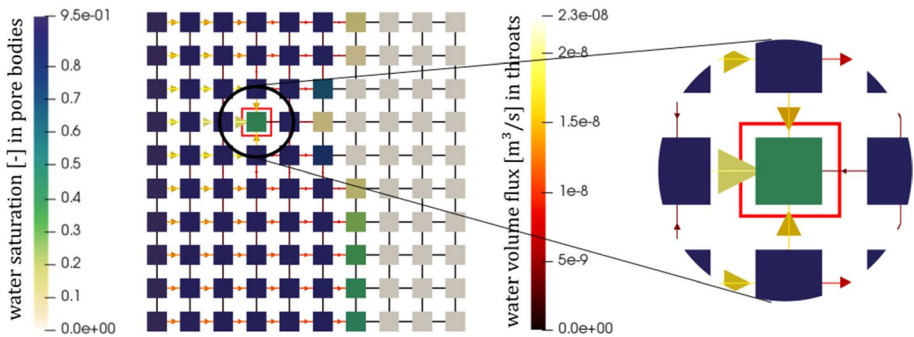 water saturation [-] in pore bodies
9.5e-01
0.8
0.7
0.6
0.5
0.4
0.3
0.2
0.1
0.0e+00
water volume flux [m³/s] in throats
2.3e-08
2e-8
1.5e-8
1e-8
5e-9
0.0e+00